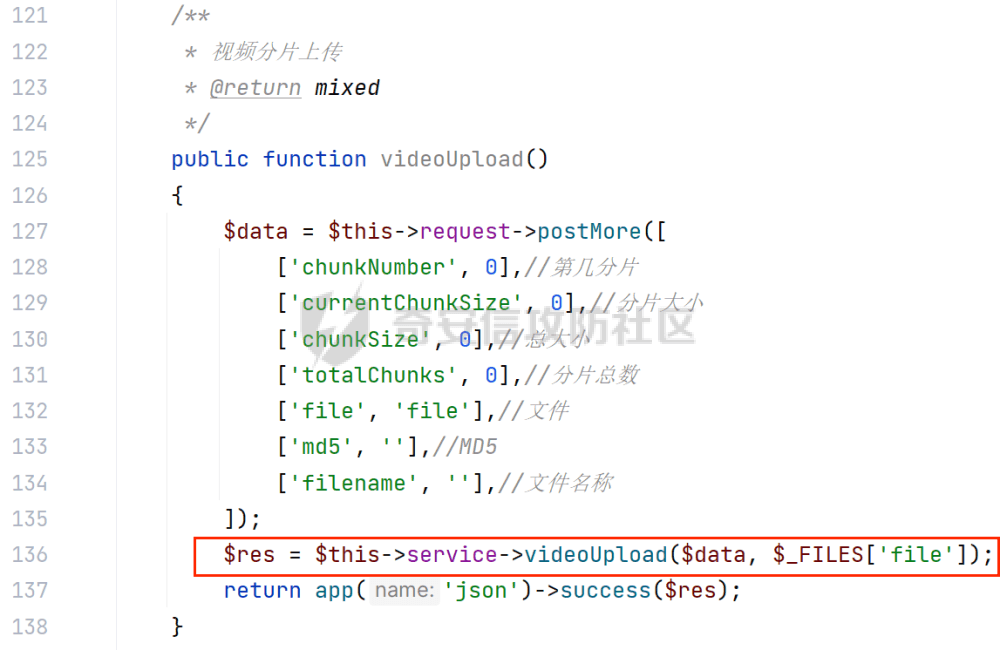 121 /**
122 * 视频分片上传
123 * @return mixed
124 */
125 public function videoUpload()
126 {
127 $data = $this->request->postMore([
128 ['chunkNumber', 0],//第几分片
129 ['currentChunkSize', 0],//分片大小
130 ['chunkSize', 0],//总大小
131 ['totalChunks', 0],//分片总数
132 ['file', 'file'],//文件
133 ['md5', ''],//MD5
134 ['filename', ''],//文件名称
135 ]);
136 $res = $this->service->videoUpload($data, $_FILES['file']);
137 return app( name: 'json')->success($res);
138 }
奇安信攻防社区